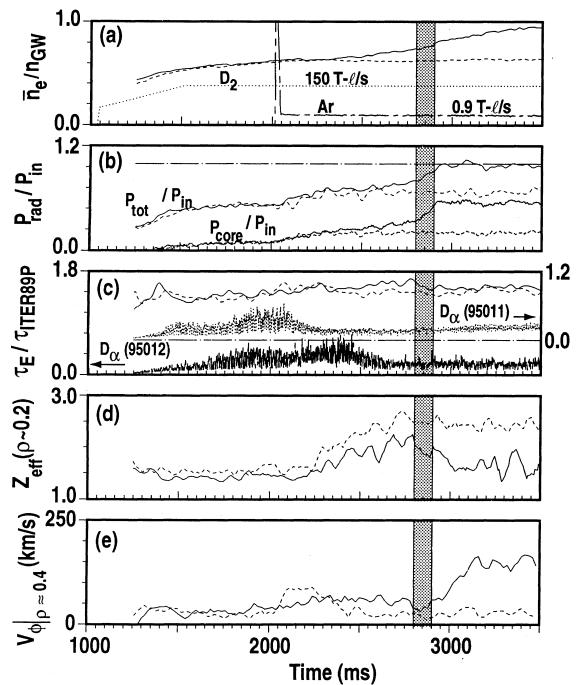 1.0
(a)
n̄e/nGW
D2
150 T-ℓ/s
Ar
0.9 T-ℓ/s
0.0
1.2
(b)
Prad/Pin
Ptot/Pin
Pcore/Pin
0.0
1.8
1.2
(c)
τE/τITER89P
Dα (95011)
0.0
Dα (95012)
0.0
3.0
(d)
Zeff(ρ~0.2)
1.0
250
(e)
Vϕ|ρ≈0.4 (km/s)
0
1000
2000
3000
Time (ms)